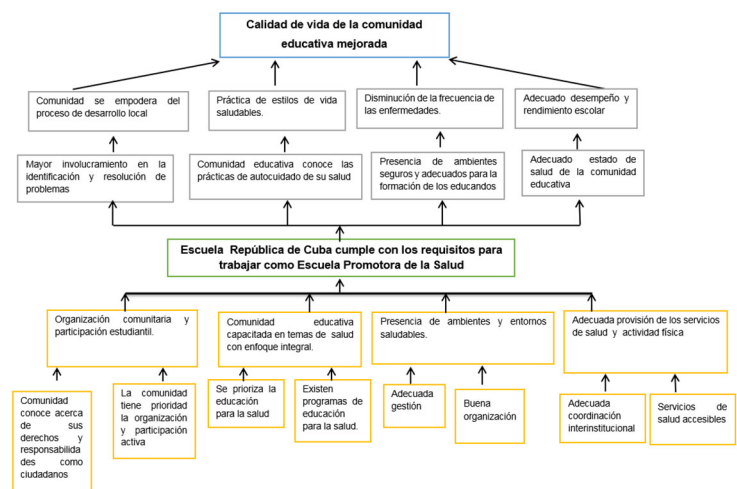 Calidad de vida de la comunidad
educativa mejorada
Comunidad se empodera del
proceso de desarrollo local
Práctica de estilos de vida
saludables.
Disminución de la frecuencia de
las enfermedades.
Adecuado desempeño y
rendimiento escolar
Mayor involucramiento en la
identificación y resolución de
problemas
Comunidad educativa conoce las
prácticas de autocuidado de su salud
Presencia de ambientes
seguros y adecuados para la
formación de los educandos
Adecuado estado de
salud de la comunidad
educativa
Escuela República de Cuba cumple con los requisitos para
trabajar como Escuela Promotora de la Salud
Organización comunitaria y
participación estudiantil.
Comunidad educativa
capacitada en temas de salud
con enfoque integral.
Presencia de ambientes y entornos
saludables.
Adecuada provisión de los servicios
de salud y actividad física
Comunidad
conoce acerca
de sus
derechos y
responsabilida
des como
ciudadanos
La comunidad
tiene prioridad
la organización
y participación
activa
Se prioriza la
educación
para la salud
Existen
programas de
educación
para la salud.
Adecuada
gestión
Buena
organización
Adecuada
coordinación
interinstitucional
Servicios de
salud accesibles